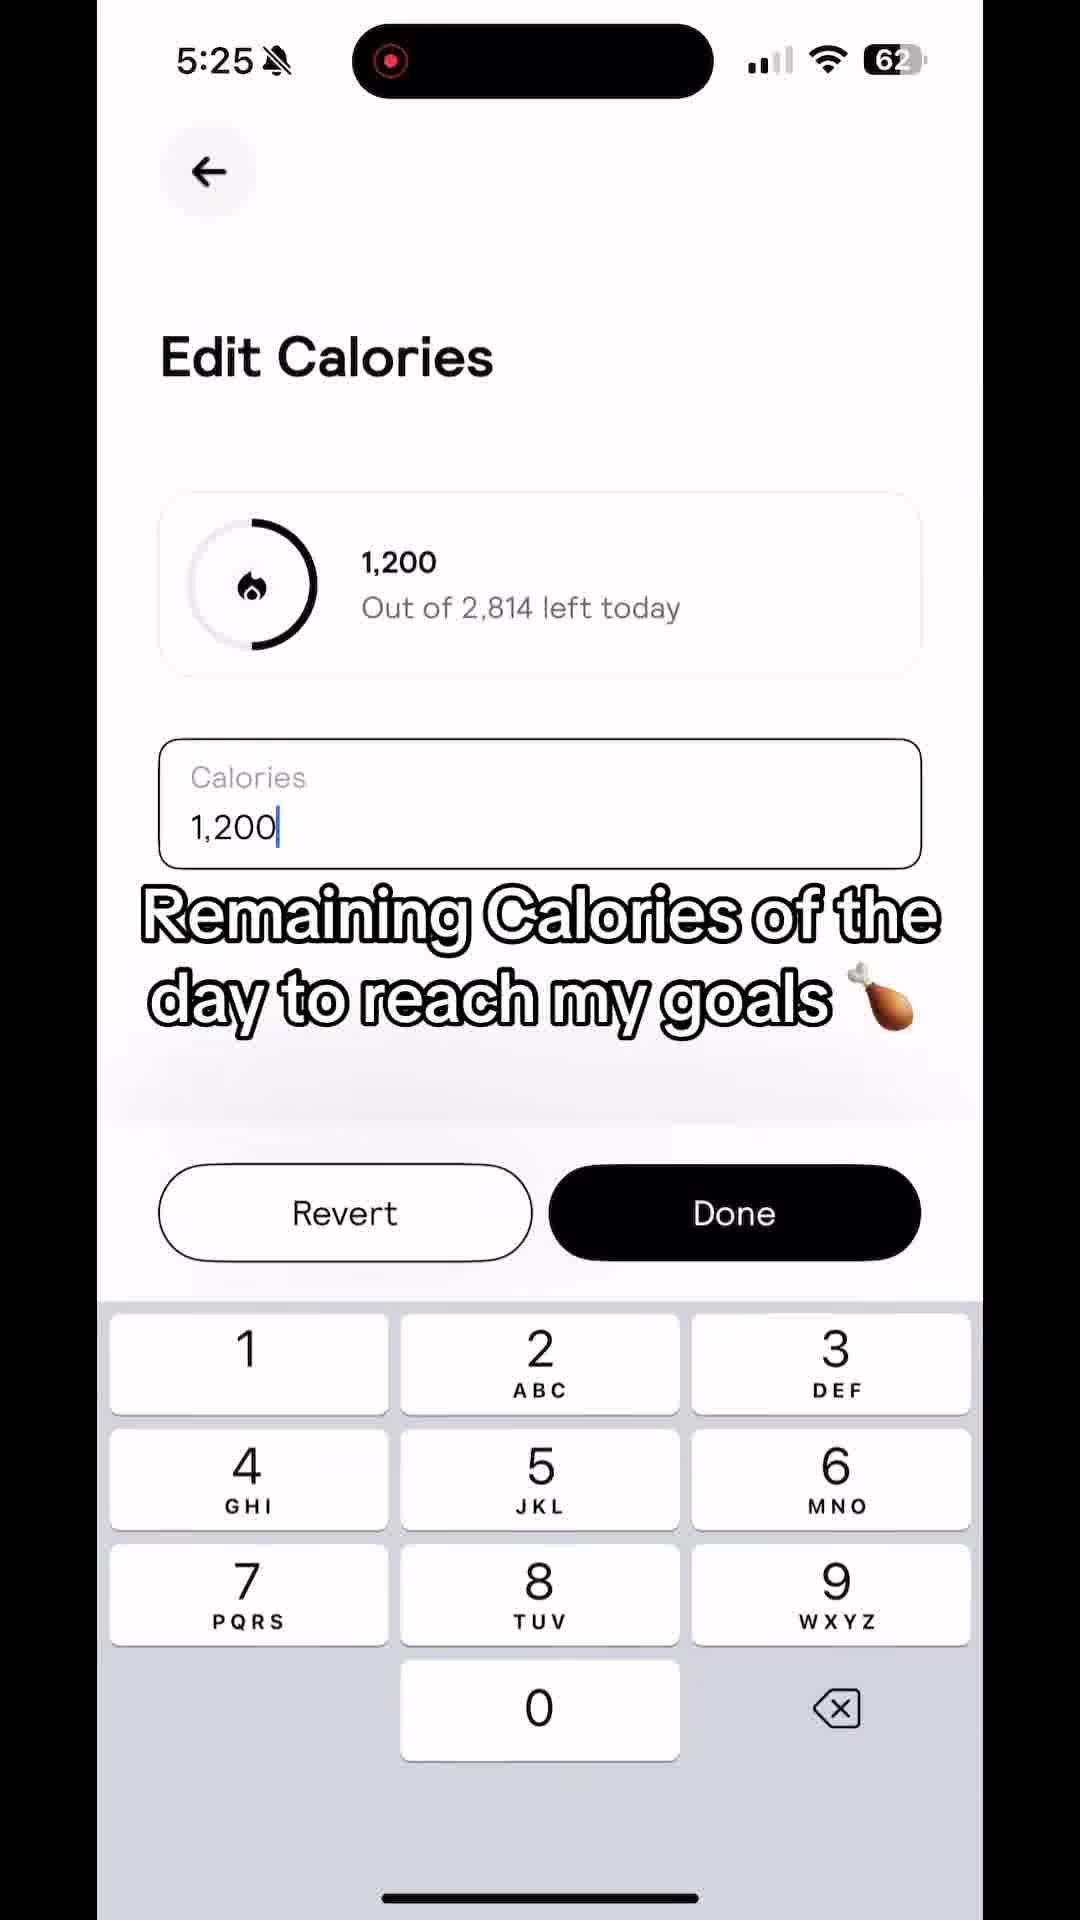 5:25
62
Edit Calories
1,200
Out of 2,814 left today
Calories
1,200
Remaining Calories of the
day to reach my goals
Revert
Done
1
2
ABC
3
DEF
4
GHI
5
JKL
6
MNO
7
PQRS
8
TUV
9
WXYZ
0